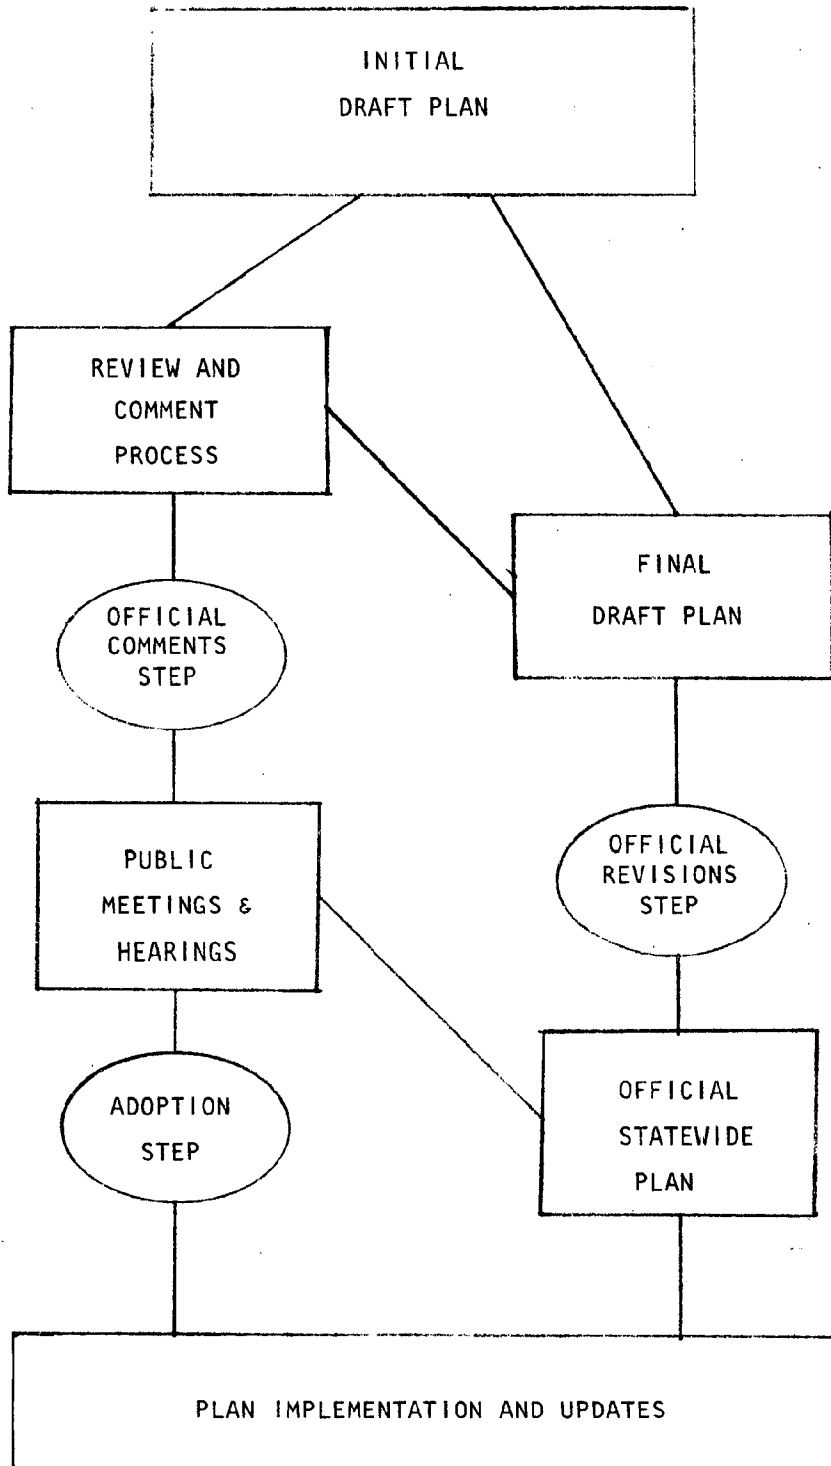 INITIAL
DRAFT PLAN
REVIEW AND
COMMENT
PROCESS
FINAL
DRAFT PLAN
OFFICIAL
COMMENTS
STEP
PUBLIC
MEETINGS &
HEARINGS
OFFICIAL
REVISIONS
STEP
ADOPTION
STEP
OFFICIAL
STATEWIDE
PLAN
PLAN IMPLEMENTATION AND UPDATES